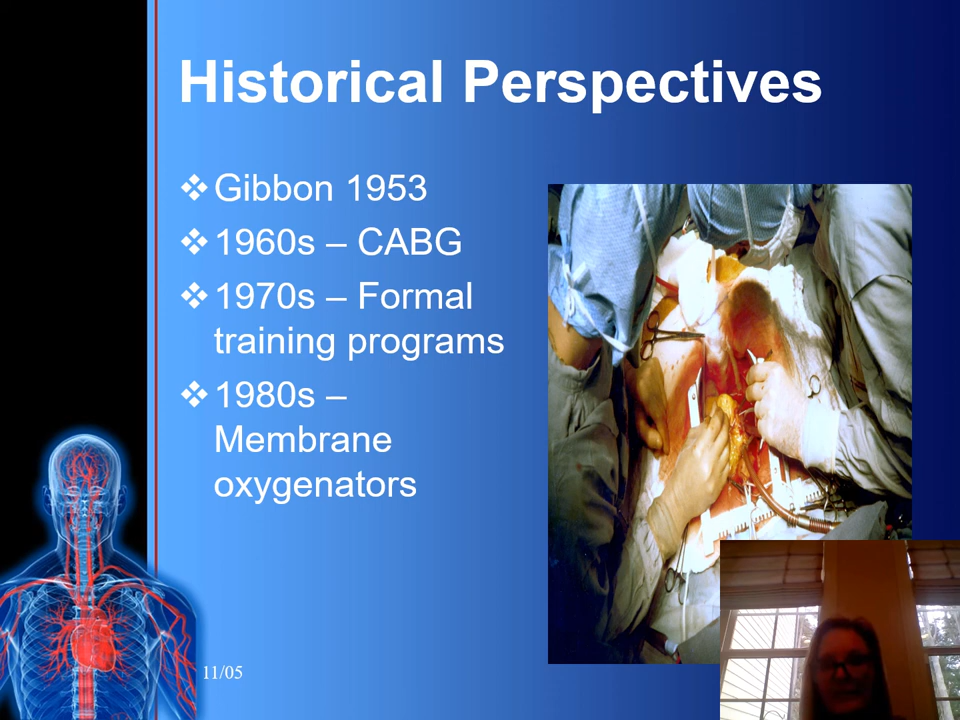 Historical Perspectives
Gibbon 1953
1960s – CABG
1970s – Formal
training programs
1980s –
Membrane
oxygenators
11/05